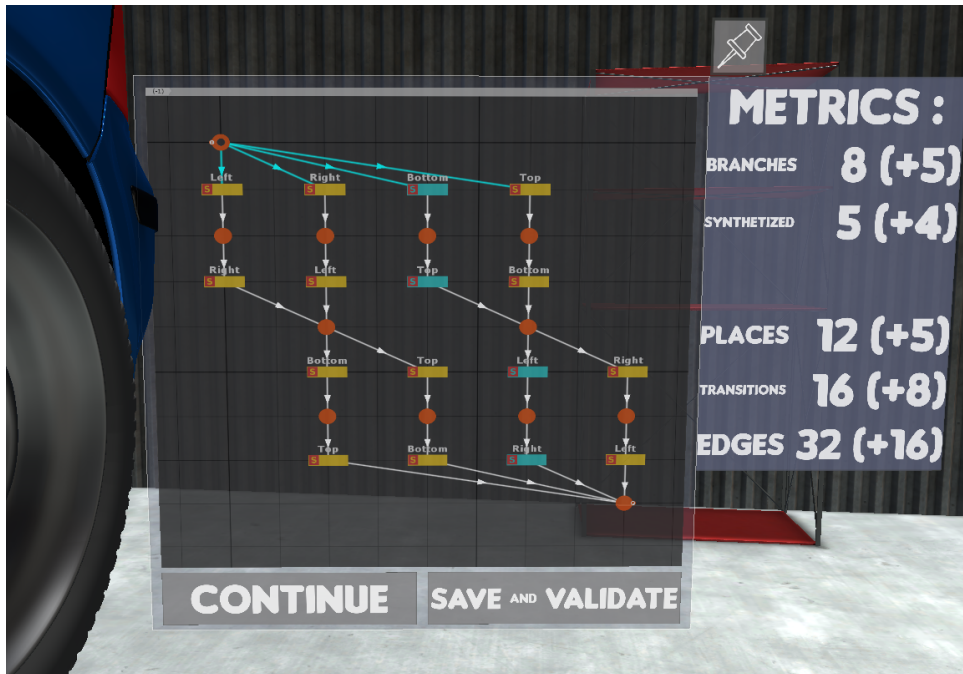 (-1)
METRICS :
BRANCHES 8 (+5)
SYNTHETIZED 5 (+4)
PLACES 12 (+5)
TRANSITIONS 16 (+8)
EDGES 32 (+16)
Left Right Bottom Top
S S S S
Right Left Top Bottom
S S S S
Bottom Top Left Right
S S S S
Top Bottom Right Left
S S S S
CONTINUE
SAVE AND VALIDATE